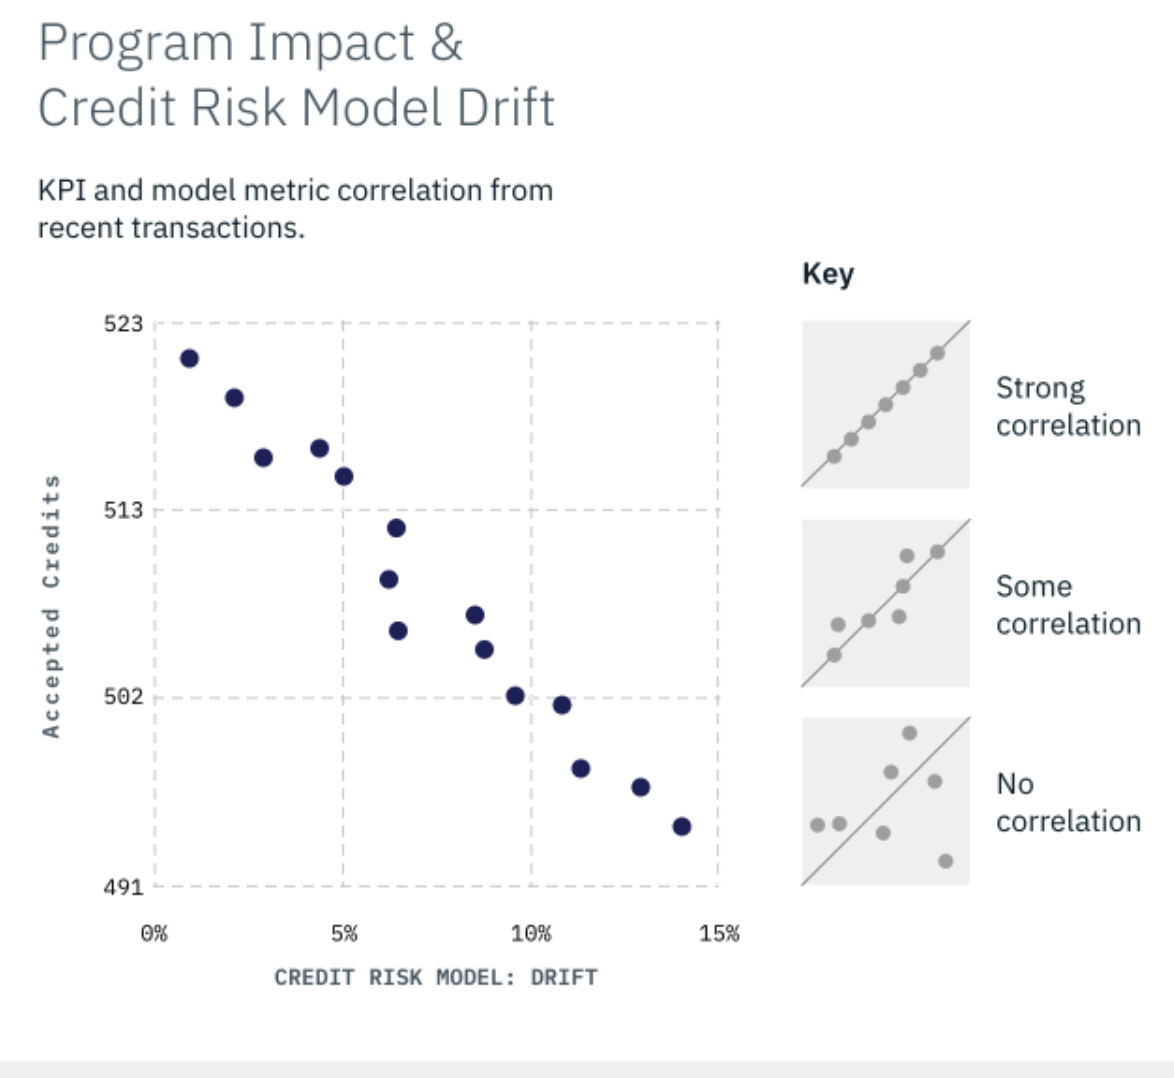 Program Impact &
Credit Risk Model Drift
KPI and model metric correlation from
recent transactions.
Key
523
513
502
491
Accepted Credits
0% 5% 10% 15%
CREDIT RISK MODEL: DRIFT
Strong
correlation
Some
correlation
No
correlation